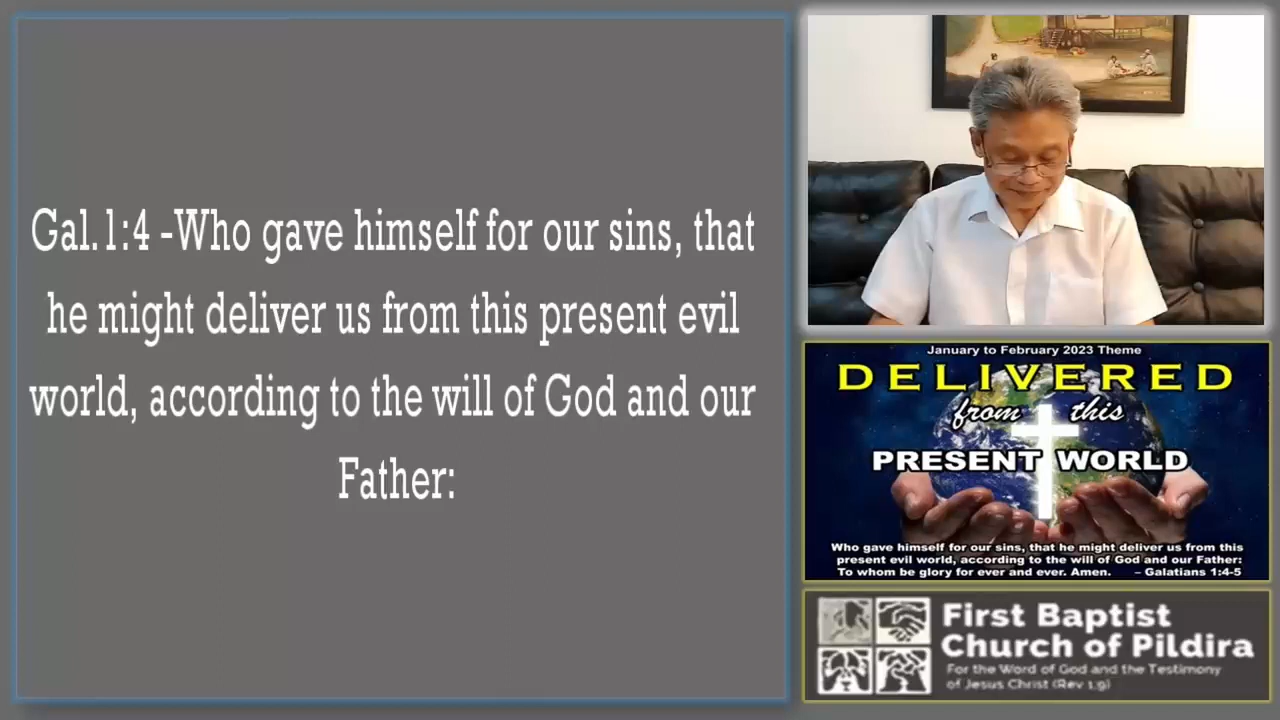 Gal.1:4 -Who gave himself for our sins, that
he might deliver us from this present evil
world, according to the will of God and our
Father:
January to February 2023 Theme
DELIVERED
from this
PRESENT WORLD
Who gave himself for our sins, that he might deliver us from this
present evil world, according to the will of God and our Father:
To whom be glory for ever and ever. Amen. – Galatians 1:4-5
First Baptist
Church of Pildira
For the Word of God and the Testimony
of Jesus Christ (Rev 1:9)